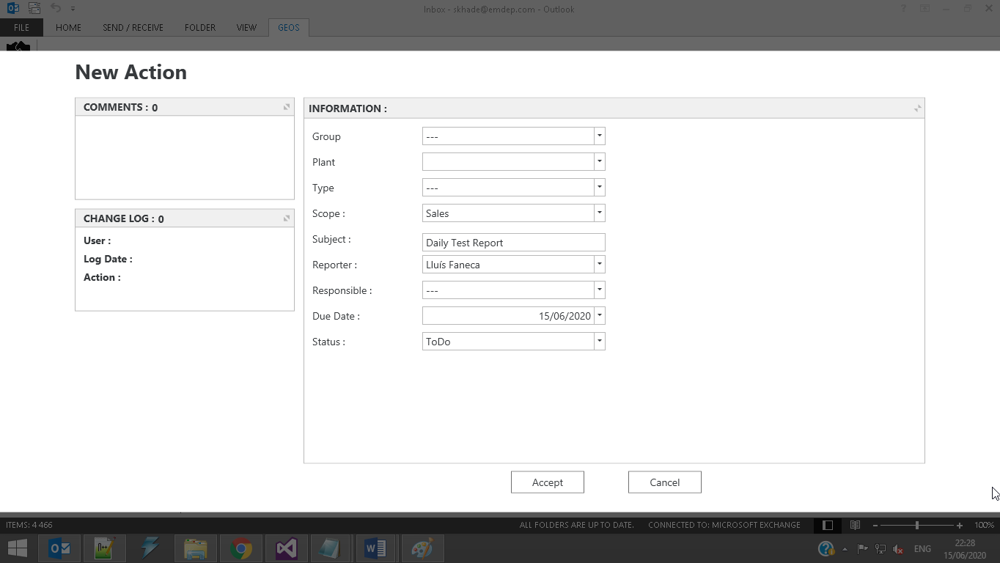 Inbox - skhade@emdep.com - Outlook
FILE HOME SEND / RECEIVE FOLDER VIEW GEOS
New Action
COMMENTS : 0
CHANGE LOG : 0
User :
Log Date :
Action :
INFORMATION :
Group ---
Plant
Type ---
Scope : Sales
Subject : Daily Test Report
Reporter : Lluís Faneca
Responsible : ---
Due Date : 15/06/2020
Status : ToDo
Accept Cancel
ITEMS: 4 466 ALL FOLDERS ARE UP TO DATE. CONNECTED TO: MICROSOFT EXCHANGE 100%
ENG 22:28
15/06/2020